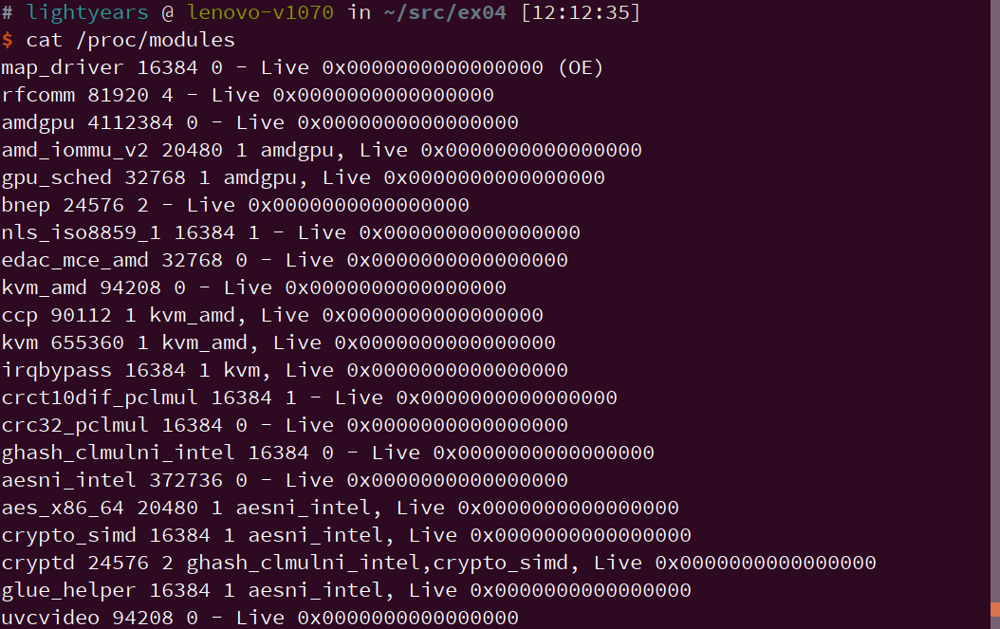 # lightyears @ lenovo-v1070 in ~/src/ex04 [12:12:35]
$ cat /proc/modules
map_driver 16384 0 - Live 0x0000000000000000 (OE)
rfcomm 81920 4 - Live 0x0000000000000000
amdgpu 4112384 0 - Live 0x0000000000000000
amd_iommu_v2 20480 1 amdgpu, Live 0x0000000000000000
gpu_sched 32768 1 amdgpu, Live 0x0000000000000000
bnep 24576 2 - Live 0x0000000000000000
nls_iso8859_1 16384 1 - Live 0x0000000000000000
edac_mce_amd 32768 0 - Live 0x0000000000000000
kvm_amd 94208 0 - Live 0x0000000000000000
ccp 90112 1 kvm_amd, Live 0x0000000000000000
kvm 655360 1 kvm_amd, Live 0x0000000000000000
irqbypass 16384 1 kvm, Live 0x0000000000000000
crct10dif_pclmul 16384 1 - Live 0x0000000000000000
crc32_pclmul 16384 0 - Live 0x0000000000000000
ghash_clmulni_intel 16384 0 - Live 0x0000000000000000
aesni_intel 372736 0 - Live 0x0000000000000000
aes_x86_64 20480 1 aesni_intel, Live 0x0000000000000000
crypto_simd 16384 1 aesni_intel, Live 0x0000000000000000
cryptd 24576 2 ghash_clmulni_intel,crypto_simd, Live 0x0000000000000000
glue_helper 16384 1 aesni_intel, Live 0x0000000000000000
uvcvideo 94208 0 - Live 0x0000000000000000